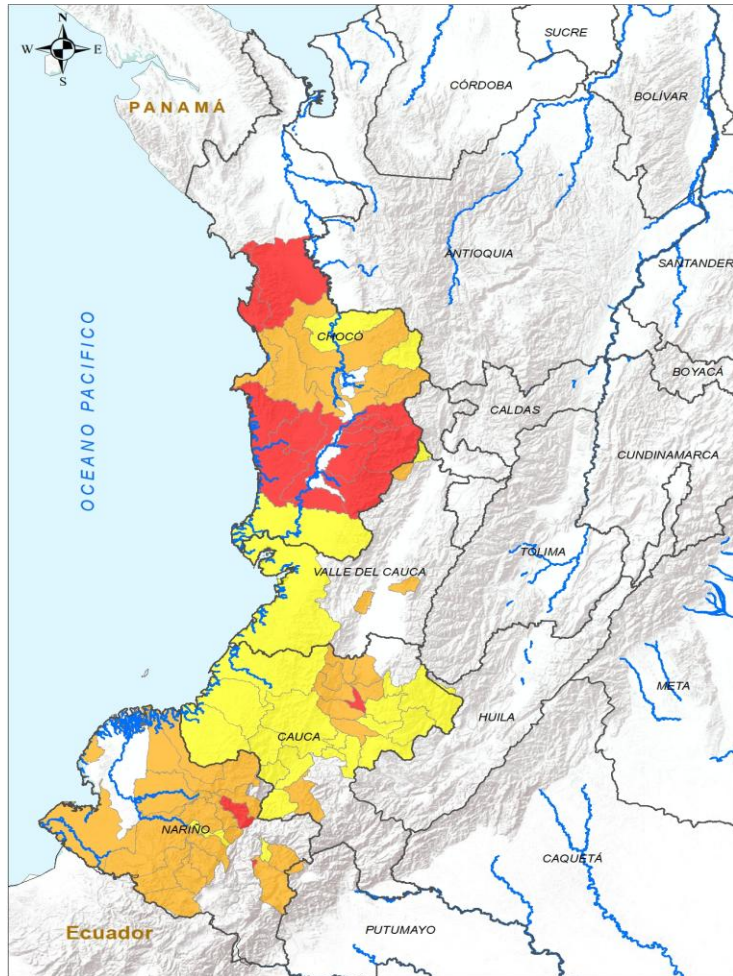 N
W E
S
SUCRE
CÓRDOBA
BOLÍVAR
PANAMÁ
ANTIOQUIA
SANTANDER
OCEANO PACIFICO
CHOCÓ
BOYACÁ
CALDAS
CUNDINAMARCA
TOLIMA
VALLE DEL CAUCA
META
HUILA
CAUCA
NARIÑO
CAQUETÁ
Ecuador
PUTUMAYO